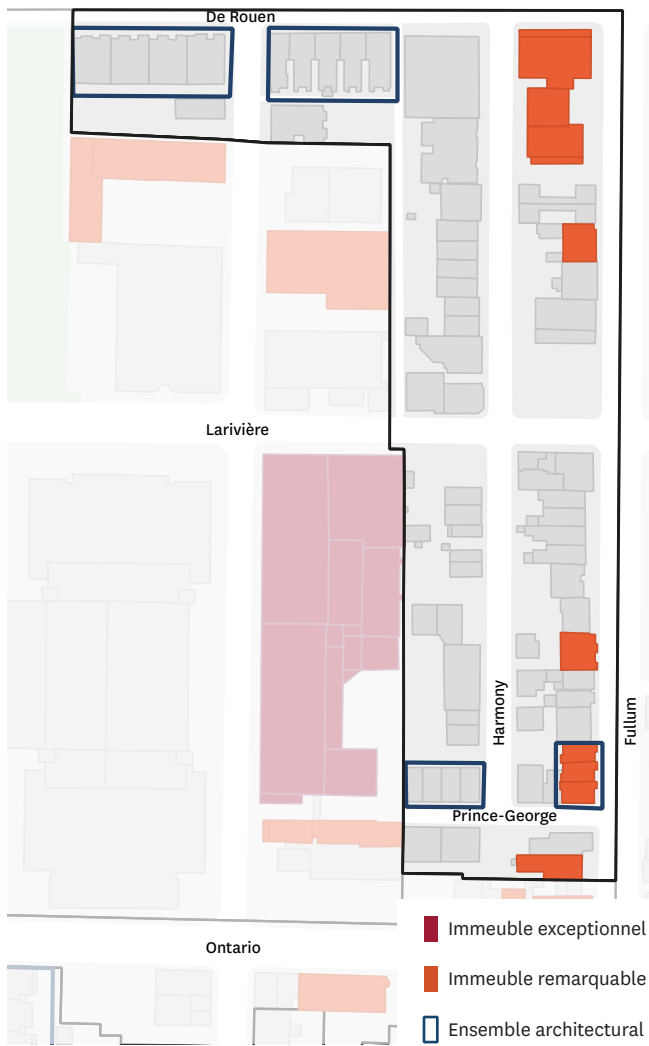 De Rouen
Larivière
Harmony
Fullum
Prince-George
Immeuble exceptionnel
Ontario
Immeuble remarquable
Ensemble architectural